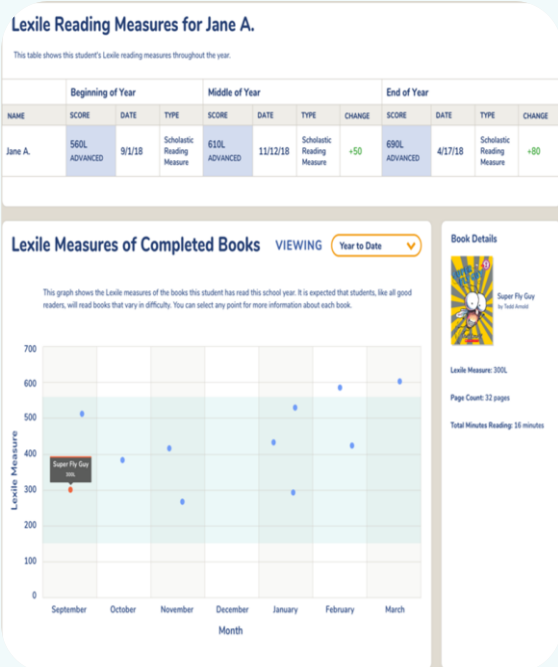 Lexile Reading Measures for Jane A.
This table shows this student's Lexile reading measures throughout the year.
Beginning of Year Middle of Year End of Year
NAME SCORE DATE TYPE SCORE DATE TYPE CHANGE SCORE DATE TYPE CHANGE
Jane A. 560L ADVANCED 9/1/18 Scholastic Reading Measure 610L ADVANCED 11/12/18 Scholastic Reading Measure +50 690L ADVANCED 4/17/18 Scholastic Reading Measure +80
Lexile Measures of Completed Books VIEWING Year to Date
This graph shows the Lexile measures of the books this student has read this school year. It is expected that students, like all good
readers, will read books that vary in difficulty. You can select any point for more information about each book.
700
600
500
400
300
200
100
0
Lexile Measure
Super Fly Guy
300L
September October November December January February March
Month
Book Details
Super Fly Guy
by Tedd Arnold
Lexile Measure: 300L
Page Count: 32 pages
Total Minutes Reading: 16 minutes